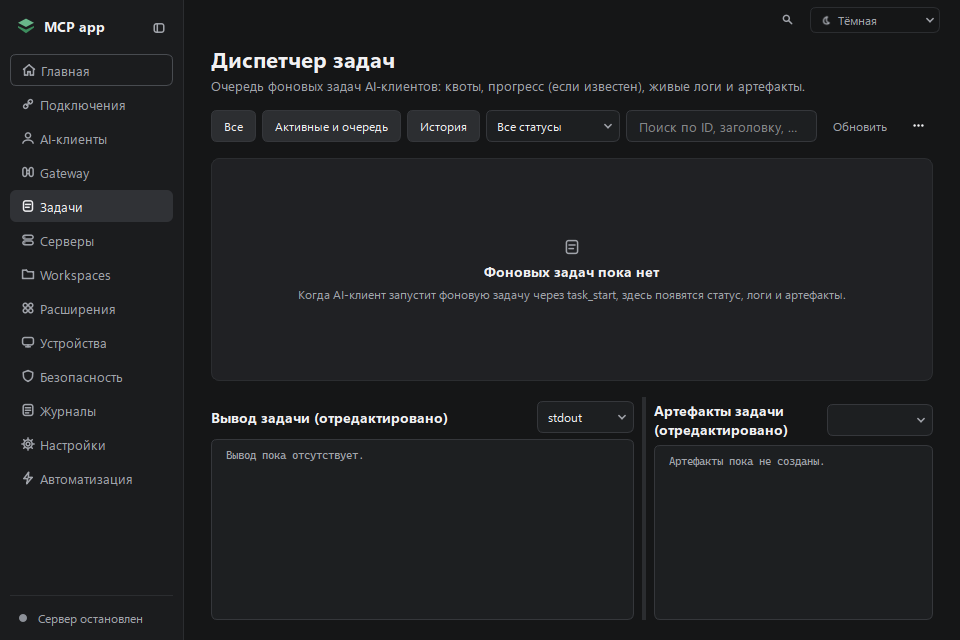 MCP app
Тёмная
Главная
Подключения
AI-клиенты
Gateway
Задачи
Серверы
Workspaces
Расширения
Устройства
Безопасность
Журналы
Настройки
Автоматизация
Сервер остановлен
Диспетчер задач
Очередь фоновых задач AI-клиентов: квоты, прогресс (если известен), живые логи и артефакты.
Все
Активные и очередь
История
Все статусы
Поиск по ID, заголовку, ...
Обновить
Фоновых задач пока нет
Когда AI-клиент запустит фоновую задачу через task_start, здесь появятся статус, логи и артефакты.
Вывод задачи (отредактировано)
stdout
Вывод пока отсутствует.
Артефакты задачи
(отредактировано)
Артефакты пока не созданы.